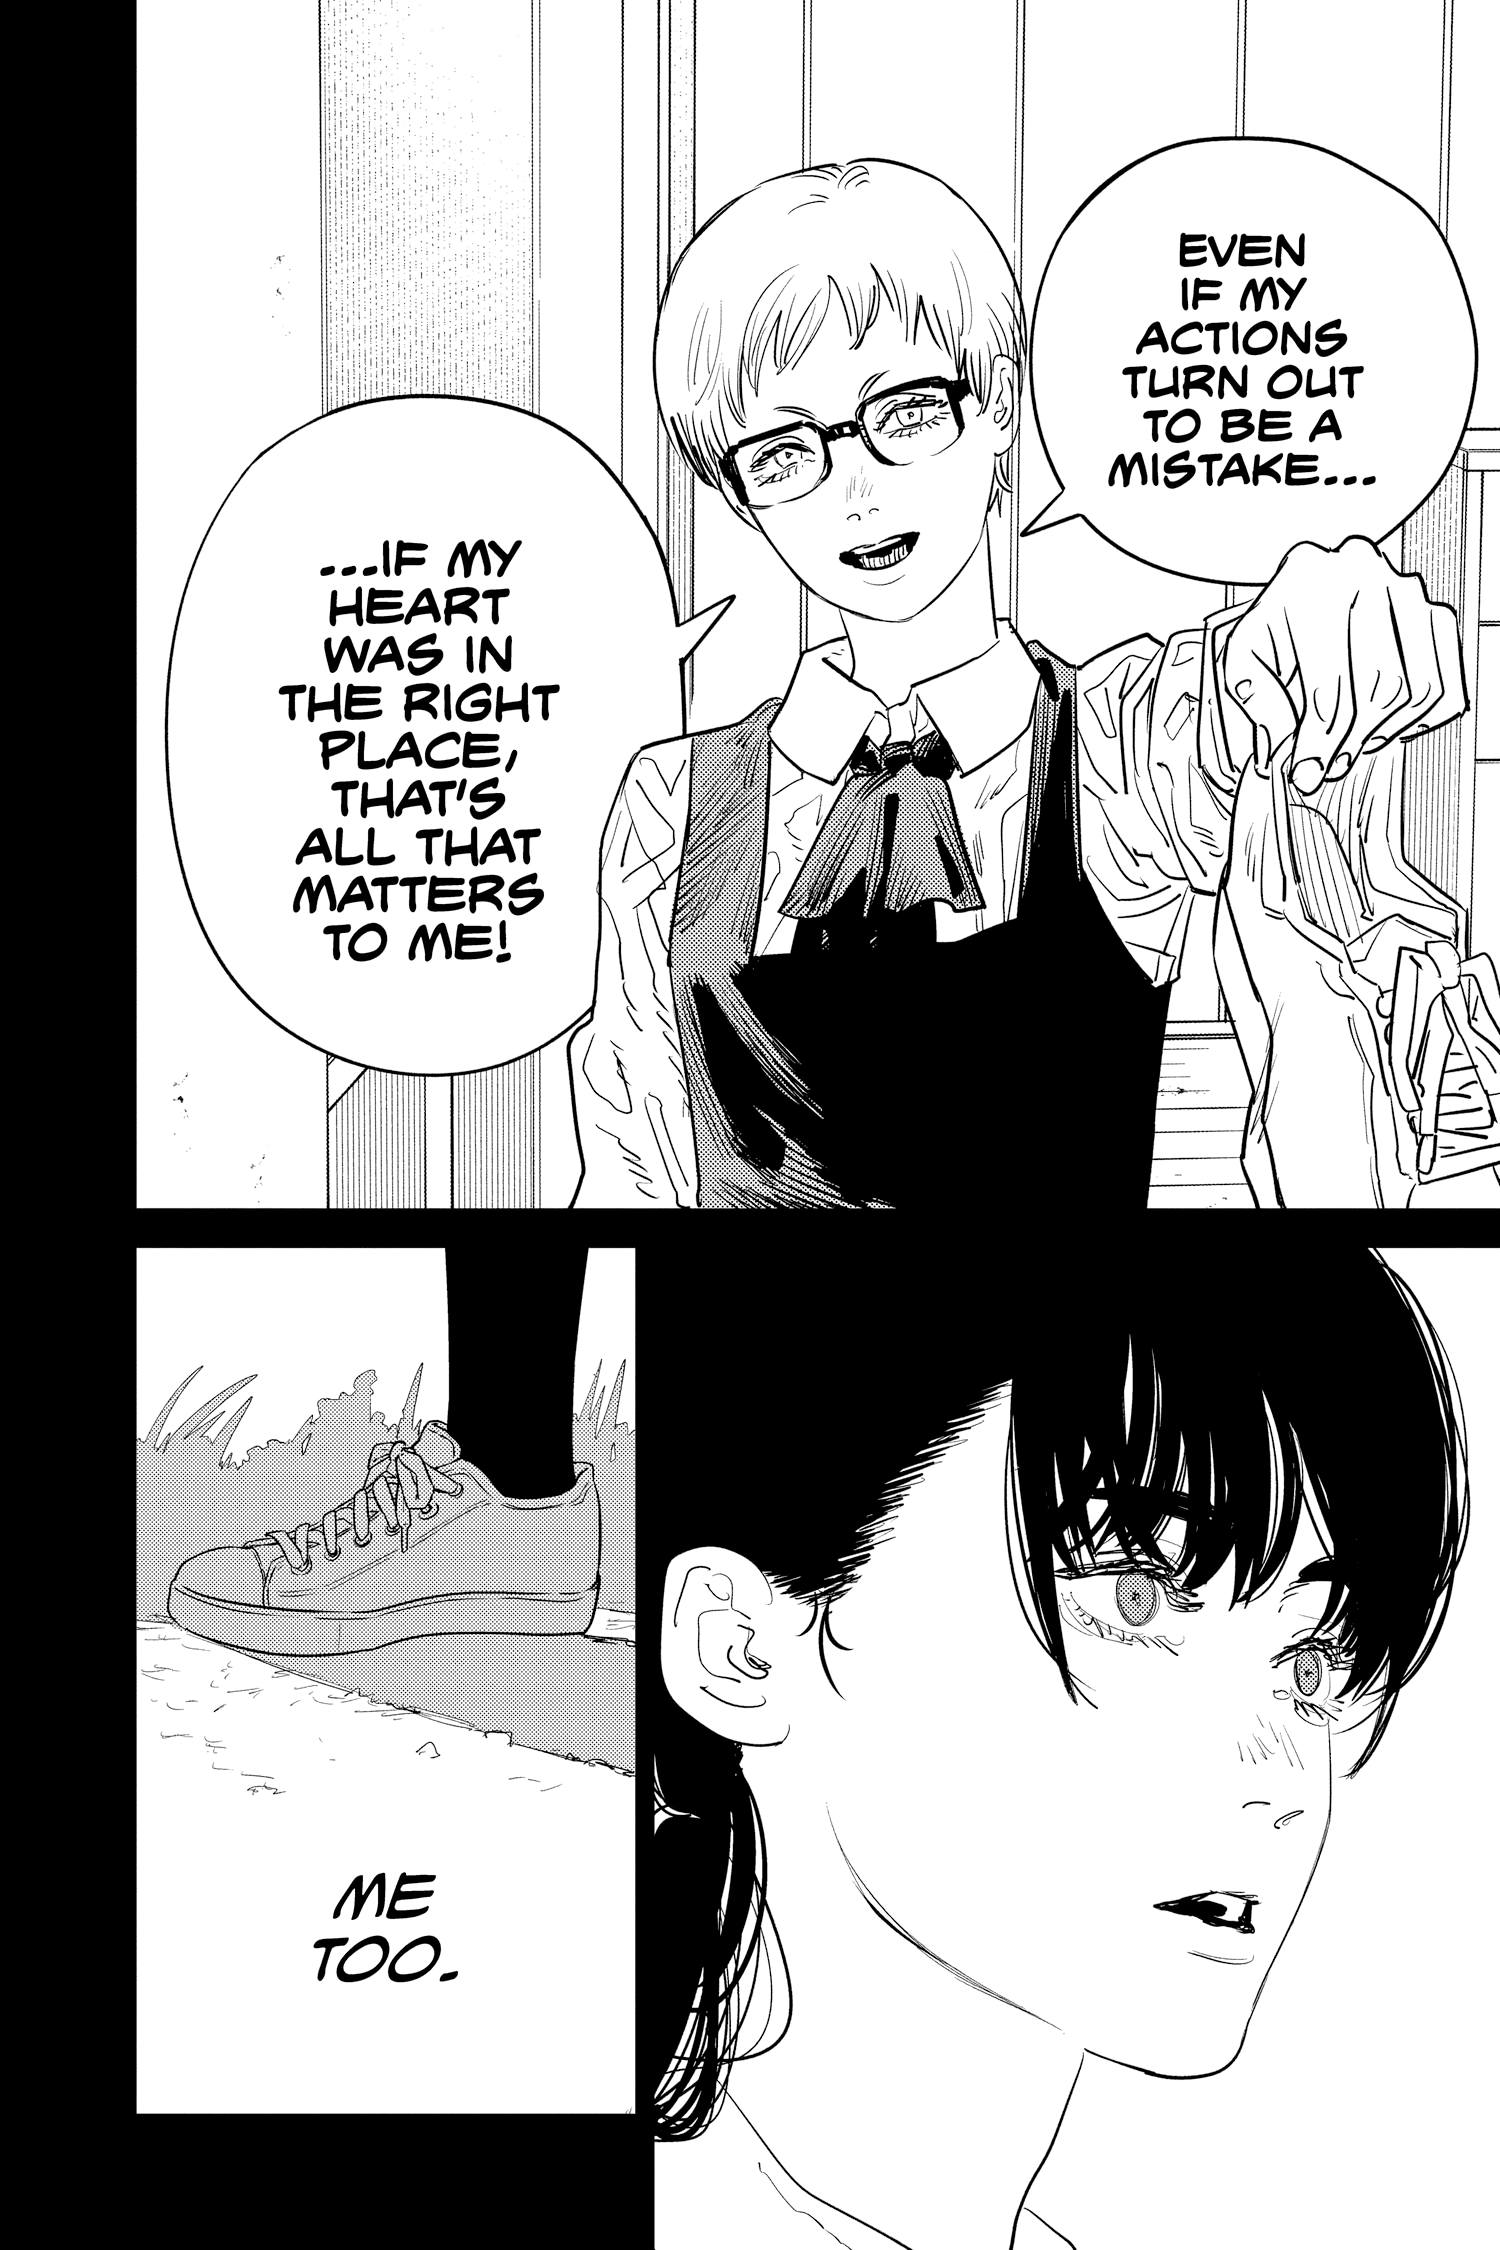 EVEN
IF MY
ACTIONS
TURN OUT
TO BE A
MISTAKE...
...IF MY
HEART
WAS IN
THE RIGHT
PLACE,
THAT'S
ALL THAT
MATTERS
TO ME!
ME
TOO.